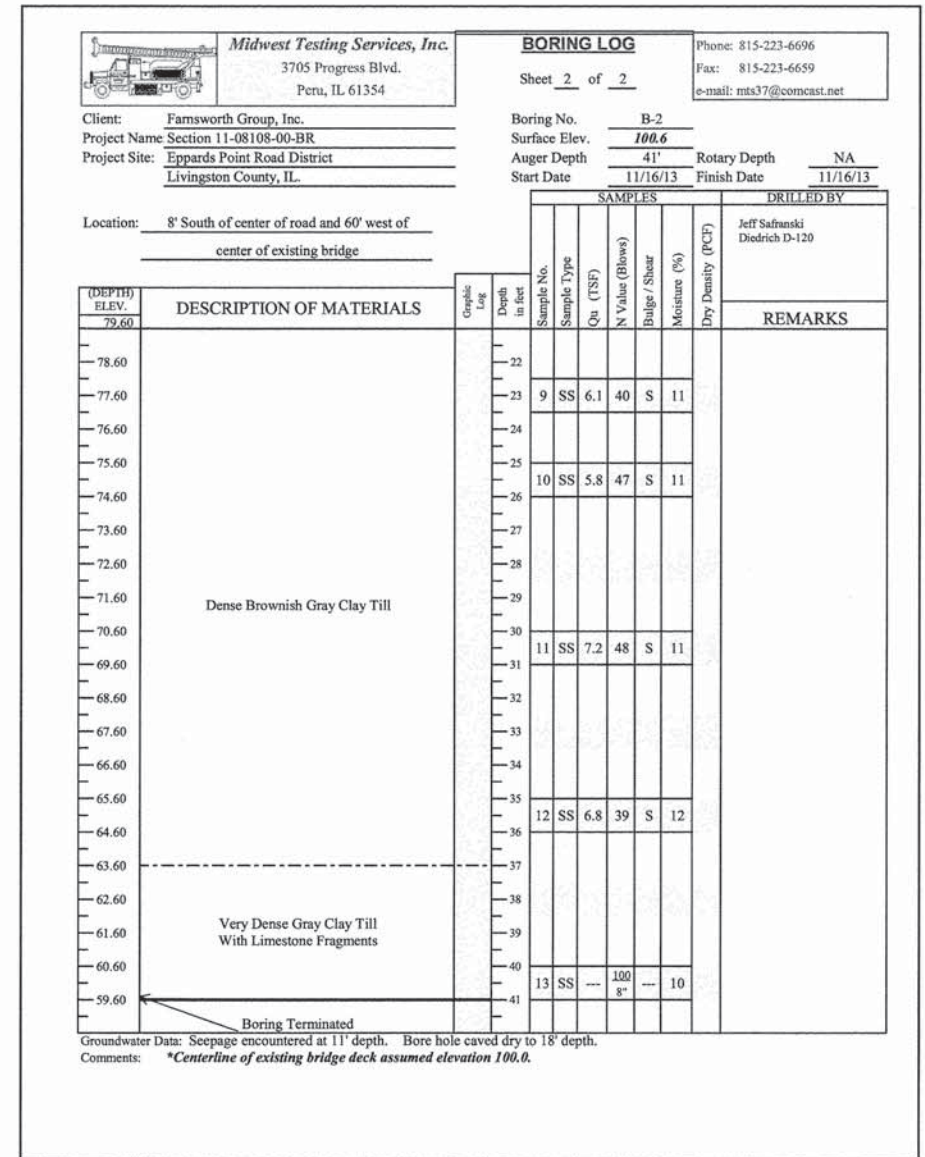 Midwest Testing Services, Inc.
3705 Progress Blvd.
Peru, IL 61354
BORING LOG
Sheet 2 of 2
Phone: 815-223-6696
Fax: 815-223-6659
e-mail: mts37@comcast.net
Client: Farnsworth Group, Inc.
Project Name: Section 11-08108-00-BR
Project Site: Eppards Point Road District
Livingston County, IL.
Boring No. B-2
Surface Elev. 100.6
Auger Depth 41' Rotary Depth NA
Start Date 11/16/13 Finish Date 11/16/13
Location: 8' South of center of road and 60' west of
center of existing bridge
SAMPLES
DRILLED BY
Jeff Safranski
Diedrich D-120
(DEPTH)
ELEV.
79.60
DESCRIPTION OF MATERIALS
Graphic
Log
Depth
in feet
Sample No.
Sample Type
Qu (TSF)
N Value (Blows)
Bulge / Shear
Moisture (%)
Dry Density (PCF)
REMARKS
78.60 22
77.60 23 9 SS 6.1 40 S 11
76.60 24
75.60 25
10 SS 5.8 47 S 11
74.60 26
73.60 27
72.60 28
71.60 29
Dense Brownish Gray Clay Till
70.60 30
11 SS 7.2 48 S 11
69.60 31
68.60 32
67.60 33
66.60 34
65.60 35
12 SS 6.8 39 S 12
64.60 36
63.60 37
62.60 38
Very Dense Gray Clay Till
61.60 39
With Limestone Fragments
60.60 40
13 SS --- 100 --- 10
8"
59.60 41
Boring Terminated
Groundwater Data: Seepage encountered at 11' depth. Bore hole caved dry to 18' depth.
Comments: *Centerline of existing bridge deck assumed elevation 100.0.